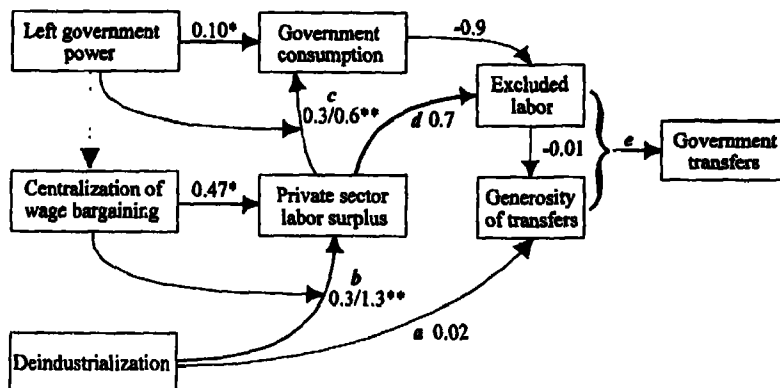 Left government
power
0.10*
Government
consumption
-0.9
Excluded
labor
c
0.3/0.6**
d 0.7
-0.01
e
Government
transfers
Centralization of
wage bargaining
0.47*
Private sector
labor surplus
Generosity
of transfers
b
0.3/1.3**
a 0.02
Deindustrialization